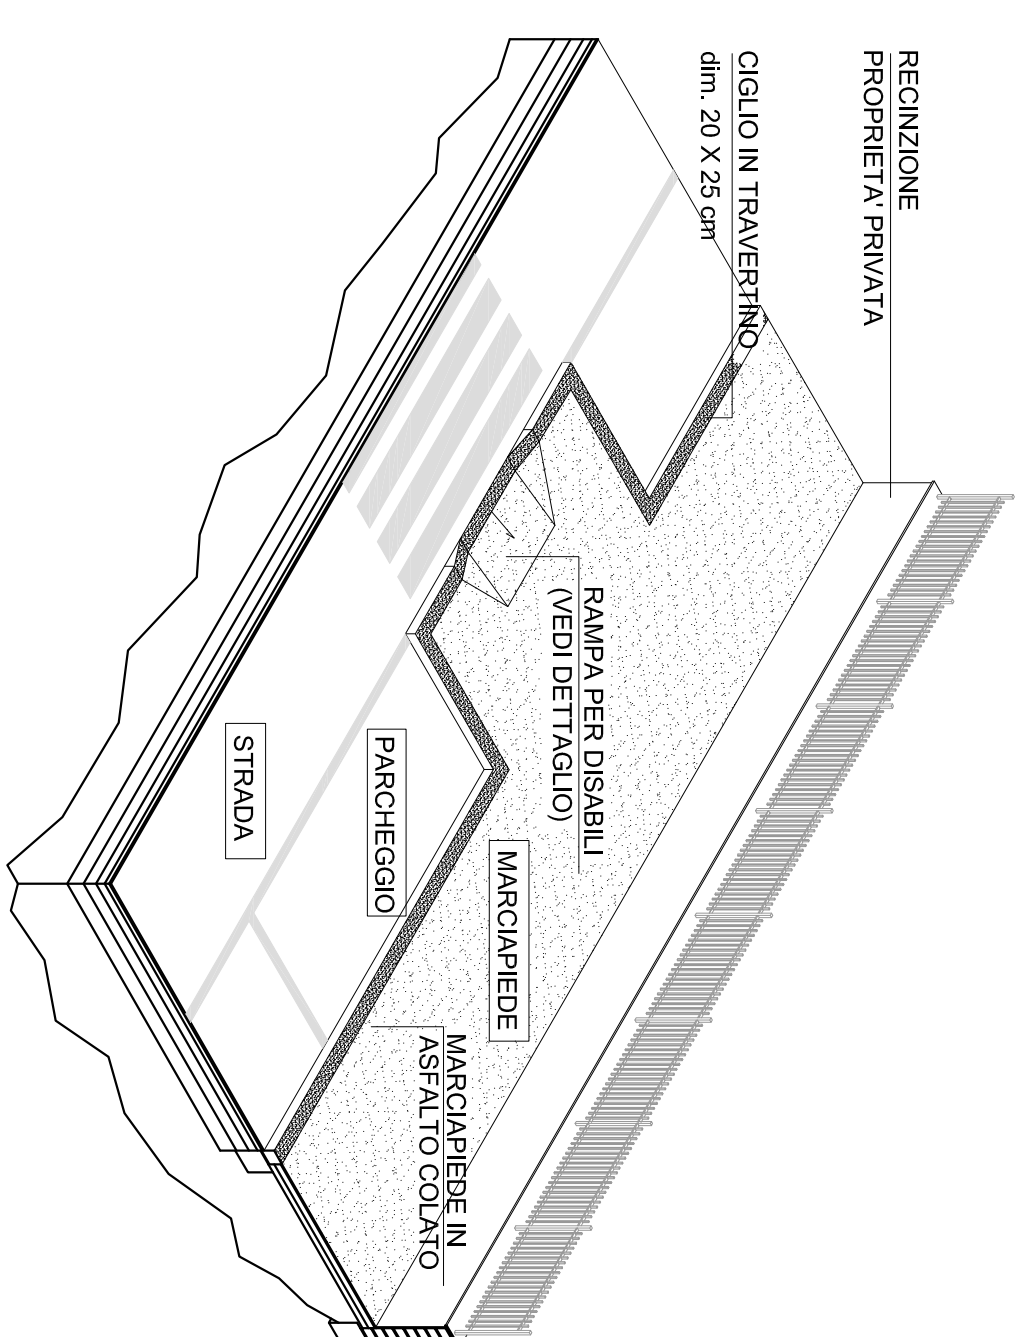 RECINZIONE
PROPRIETA' PRIVATA
CIGLIO IN TRAVERTINO
dim. 20 X 25 cm
RAMPA PER DISABILI
(VEDI DETTAGLIO)
MARCIAPIEDE
PARCHEGGIO
STRADA
MARCIAPIEDE IN
ASFALTO COLATO